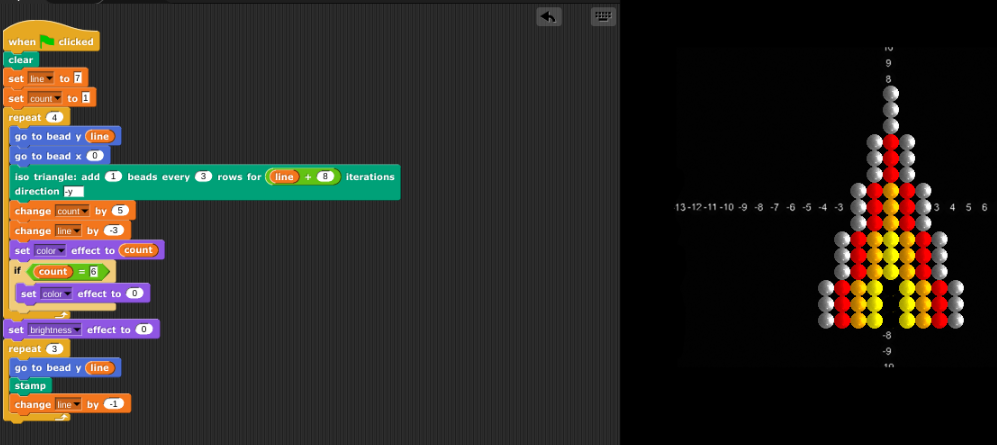 when clicked
clear
set line to 7
set count to 1
repeat 4
go to bead y line
go to bead x 0
iso triangle: add 1 beads every 3 rows for line + 8 iterations
direction -y
change count by 5
change line by -3
set color effect to count
if count = 6
set color effect to 0
set brightness effect to 0
repeat 3
go to bead y line
stamp
change line by -1
10
9
8
13 -12 -11 -10 -9 -8 -7 -6 -5 -4 -3 3 4 5 6
-8
-9